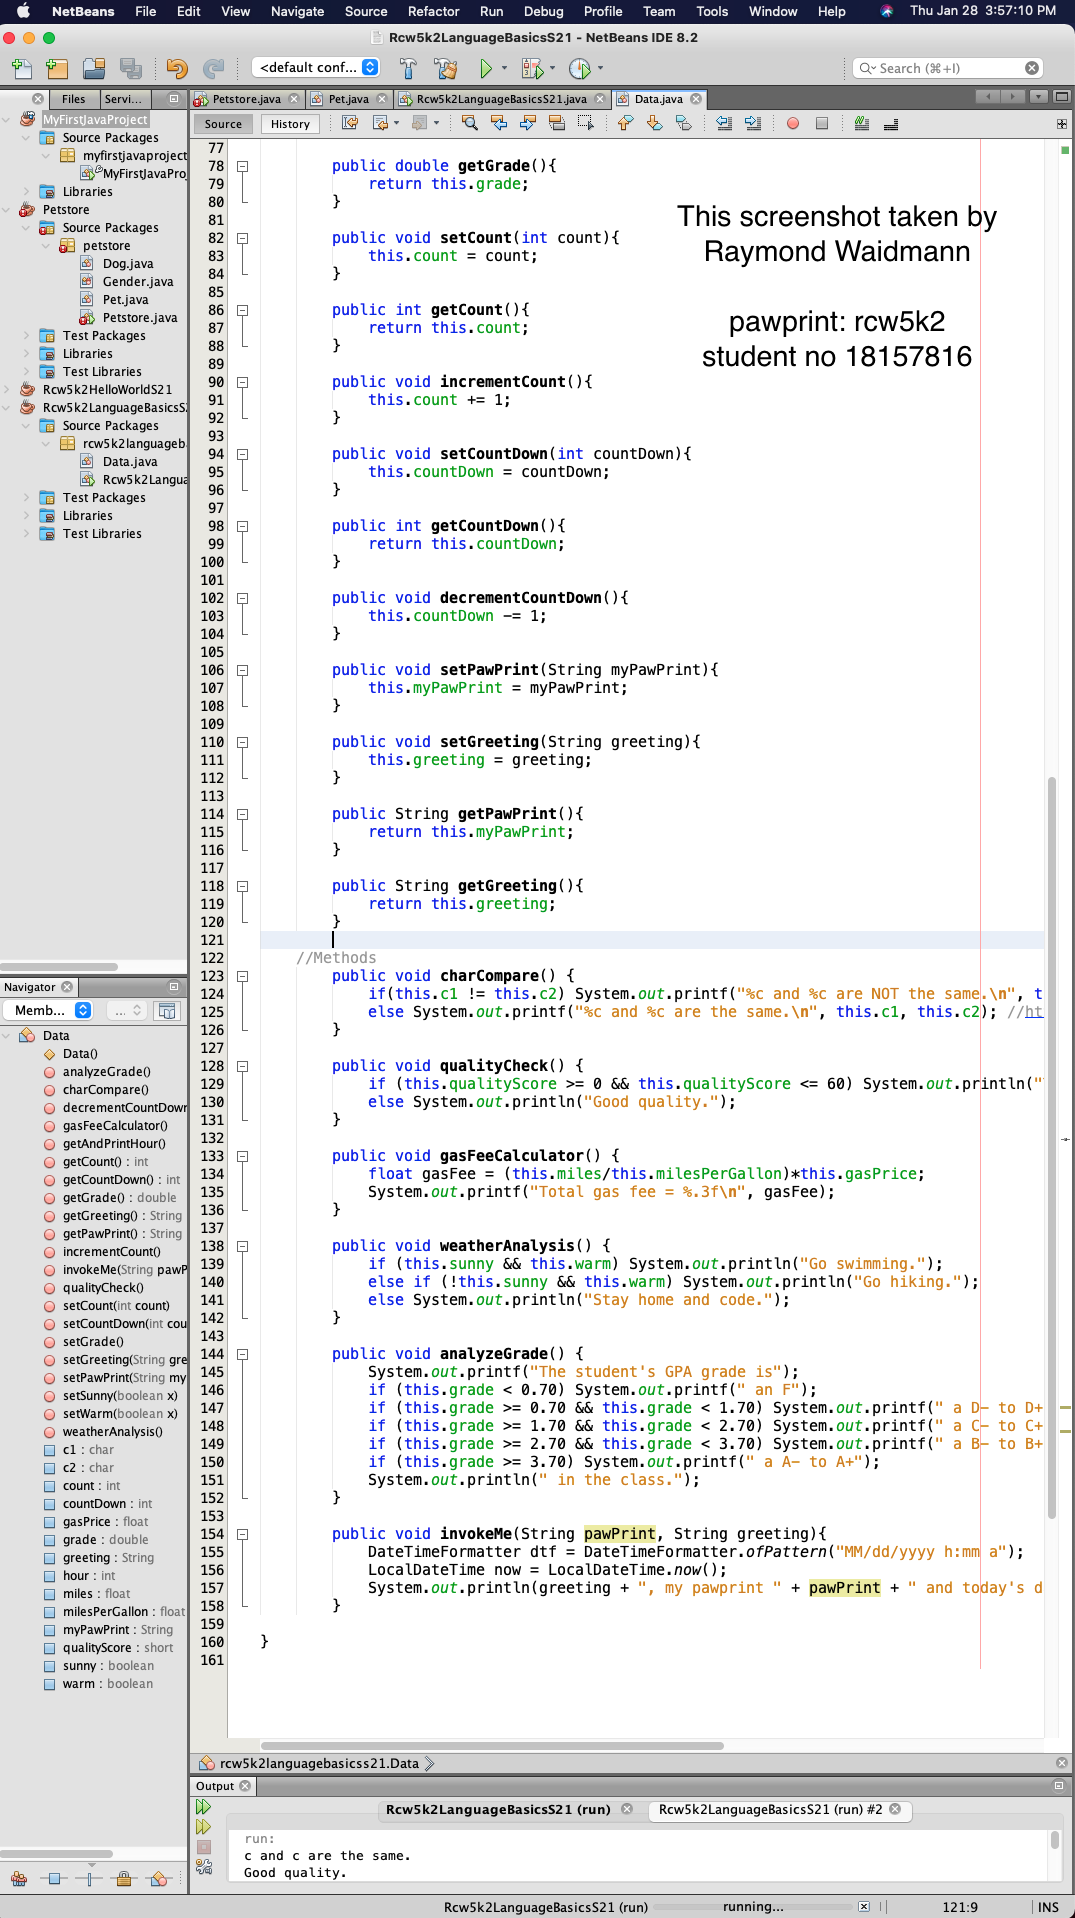 NetBeans File Edit View Navigate Source Refactor Run Debug Profile Team Tools Window Help Thu Jan 28 3:57:10 PM
Rcw5k2LanguageBasicsS21 - NetBeans IDE 8.2
<default conf... Search (⌘+I)
Files Servi... Petstore.java Pet.java Rcw5k2LanguageBasicsS21.java Data.java
Source History
MyFirstJavaProject
Source Packages
myfirstjavaproject
MyFirstJavaProj
Libraries
Petstore
Source Packages
petstore
Dog.java
Gender.java
Pet.java
Petstore.java
Test Packages
Libraries
Test Libraries
Rcw5k2HelloWorldS21
Rcw5k2LanguageBasicsS2
Source Packages
rcw5k2languageb
Data.java
Rcw5k2Langua
Test Packages
Libraries
Test Libraries
Navigator
Memb... ...
Data
Data()
analyzeGrade()
charCompare()
decrementCountDown
gasFeeCalculator()
getAndPrintHour()
getCount() : int
getCountDown() : int
getGrade() : double
getGreeting() : String
getPawPrint() : String
incrementCount()
invokeMe(String pawP
qualityCheck()
setCount(int count)
setCountDown(int cou
setGrade()
setGreeting(String gre
setPawPrint(String my
setSunny(boolean x)
setWarm(boolean x)
weatherAnalysis()
c1 : char
c2 : char
count : int
countDown : int
gasPrice : float
grade : double
greeting : String
hour : int
miles : float
milesPerGallon : float
myPawPrint : String
qualityScore : short
sunny : boolean
warm : boolean
77
78 public double getGrade(){
79 return this.grade;
80 }
81
82 public void setCount(int count){
83 this.count = count;
84 }
85
86 public int getCount(){
87 return this.count;
88 }
89
90 public void incrementCount(){
91 this.count += 1;
92 }
93
94 public void setCountDown(int countDown){
95 this.countDown = countDown;
96 }
97
98 public int getCountDown(){
99 return this.countDown;
100 }
101
102 public void decrementCountDown(){
103 this.countDown -= 1;
104 }
105
106 public void setPawPrint(String myPawPrint){
107 this.myPawPrint = myPawPrint;
108 }
109
110 public void setGreeting(String greeting){
111 this.greeting = greeting;
112 }
113
114 public String getPawPrint(){
115 return this.myPawPrint;
116 }
117
118 public String getGreeting(){
119 return this.greeting;
120 }
121
122 //Methods
123 public void charCompare() {
124 if(this.c1 != this.c2) System.out.printf("%c and %c are NOT the same.\n", t
125 else System.out.printf("%c and %c are the same.\n", this.c1, this.c2); //ht
126 }
127
128 public void qualityCheck() {
129 if (this.qualityScore >= 0 && this.qualityScore <= 60) System.out.println("
130 else System.out.println("Good quality.");
131 }
132
133 public void gasFeeCalculator() {
134 float gasFee = (this.miles/this.milesPerGallon)*this.gasPrice;
135 System.out.printf("Total gas fee = %.3f\n", gasFee);
136 }
137
138 public void weatherAnalysis() {
139 if (this.sunny && this.warm) System.out.println("Go swimming.");
140 else if (!this.sunny && this.warm) System.out.println("Go hiking.");
141 else System.out.println("Stay home and code.");
142 }
143
144 public void analyzeGrade() {
145 System.out.printf("The student's GPA grade is");
146 if (this.grade < 0.70) System.out.printf(" an F");
147 if (this.grade >= 0.70 && this.grade < 1.70) System.out.printf(" a D- to D+
148 if (this.grade >= 1.70 && this.grade < 2.70) System.out.printf(" a C- to C+
149 if (this.grade >= 2.70 && this.grade < 3.70) System.out.printf(" a B- to B+
150 if (this.grade >= 3.70) System.out.printf(" a A- to A+");
151 System.out.println(" in the class.");
152 }
153
154 public void invokeMe(String pawPrint, String greeting){
155 DateTimeFormatter dtf = DateTimeFormatter.ofPattern("MM/dd/yyyy h:mm a");
156 LocalDateTime now = LocalDateTime.now();
157 System.out.println(greeting + ", my pawprint " + pawPrint + " and today's d
158 }
159
160 }
161
This screenshot taken by
Raymond Waidmann
pawprint: rcw5k2
student no 18157816
rcw5k2languagebasicss21.Data
Output
Rcw5k2LanguageBasicsS21 (run) Rcw5k2LanguageBasicsS21 (run) #2
run:
c and c are the same.
Good quality.
Rcw5k2LanguageBasicsS21 (run) running... 121:9 INS